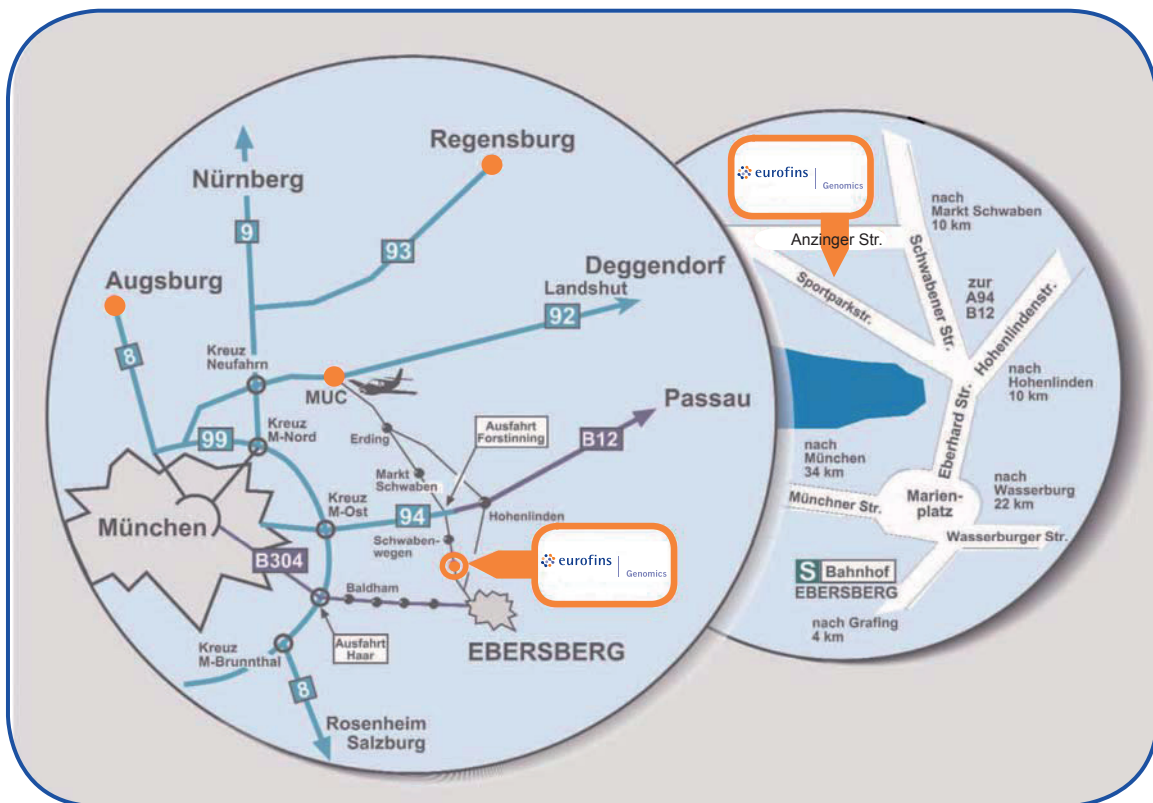 Regensburg
Nürnberg
9
93
Augsburg
Deggendorf
Landshut
92
8
Kreuz
Neufahrn
MUC
Passau
Kreuz
M-Nord
99
Erding
Ausfahrt
Forstinning
B12
Markt
Schwaben
Kreuz
M-Ost
94
Hohenlinden
München
Schwaben-
wegen
B304
eurofins
Genomics
Baldham
EBERSBERG
Ausfahrt
Haar
Kreuz
M-Brunnthal
8
Rosenheim
Salzburg
eurofins
Genomics
nach
Markt Schwaben
10 km
Anzinger Str.
Schwabener Str.
Sportparkstr.
zur
A94
B12
Hohenlindenstr.
nach
Hohenlinden
10 km
Eberhard Str.
nach
München
34 km
nach
Wasserburg
22 km
Münchner Str.
Marien-
platz
Wasserburger Str.
S Bahnhof
EBERSBERG
nach Grafing
4 km